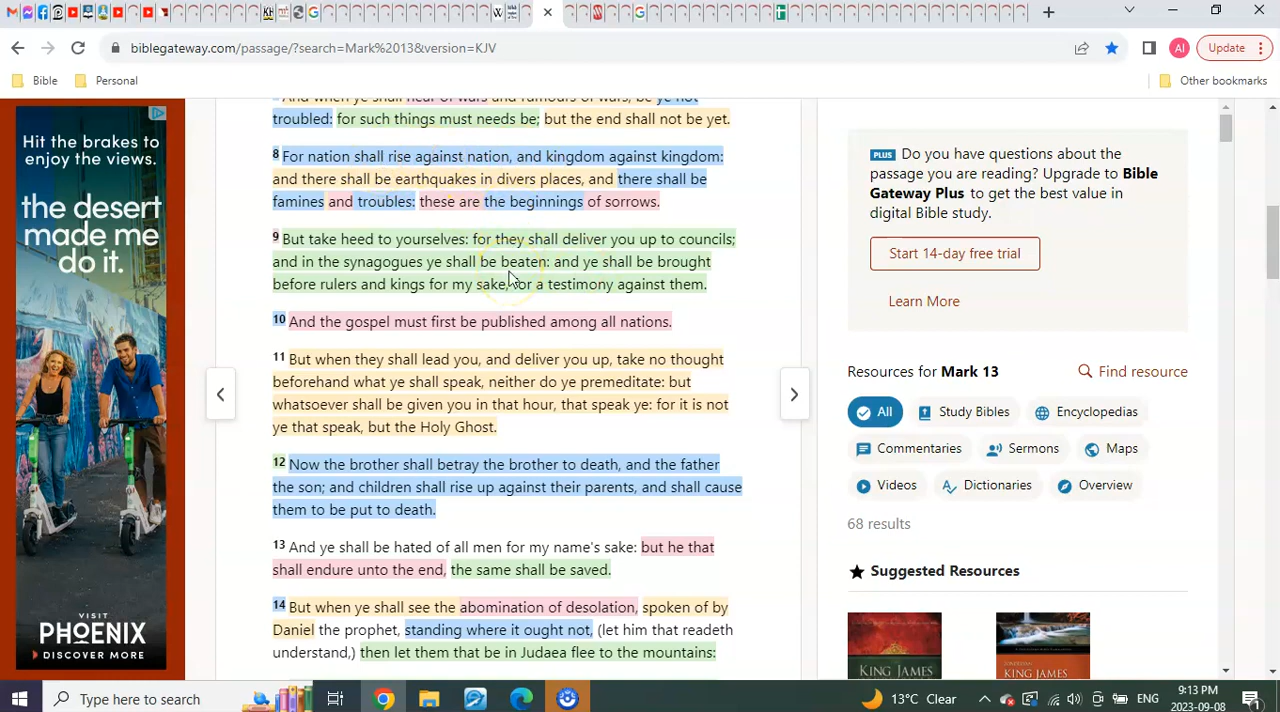 biblegateway.com/passage/?search=Mark%2013&version=KJV
Update
Bible
Personal
Other bookmarks
Hit the brakes to
enjoy the views.
the desert
made me
do it.
VISIT
PHOENIX
DISCOVER MORE
And when ye shall hear of wars and rumours of wars, be ye not
troubled: for such things must needs be; but the end shall not be yet.
8 For nation shall rise against nation, and kingdom against kingdom:
and there shall be earthquakes in divers places, and there shall be
famines and troubles: these are the beginnings of sorrows.
9 But take heed to yourselves: for they shall deliver you up to councils;
and in the synagogues ye shall be beaten: and ye shall be brought
before rulers and kings for my sake, for a testimony against them.
10 And the gospel must first be published among all nations.
11 But when they shall lead you, and deliver you up, take no thought
beforehand what ye shall speak, neither do ye premeditate: but
whatsoever shall be given you in that hour, that speak ye: for it is not
ye that speak, but the Holy Ghost.
12 Now the brother shall betray the brother to death, and the father
the son; and children shall rise up against their parents, and shall cause
them to be put to death.
13 And ye shall be hated of all men for my name's sake: but he that
shall endure unto the end, the same shall be saved.
14 But when ye shall see the abomination of desolation, spoken of by
Daniel the prophet, standing where it ought not, (let him that readeth
understand,) then let them that be in Judaea flee to the mountains:
PLUS Do you have questions about the
passage you are reading? Upgrade to Bible
Gateway Plus to get the best value in
digital Bible study.
Start 14-day free trial
Learn More
Resources for Mark 13
Find resource
All
Study Bibles
Encyclopedias
Commentaries
Sermons
Maps
Videos
Dictionaries
Overview
68 results
Suggested Resources
KING JAMES
KING JAMES
Type here to search
13°C Clear
ENG
9:13 PM
2023-09-08